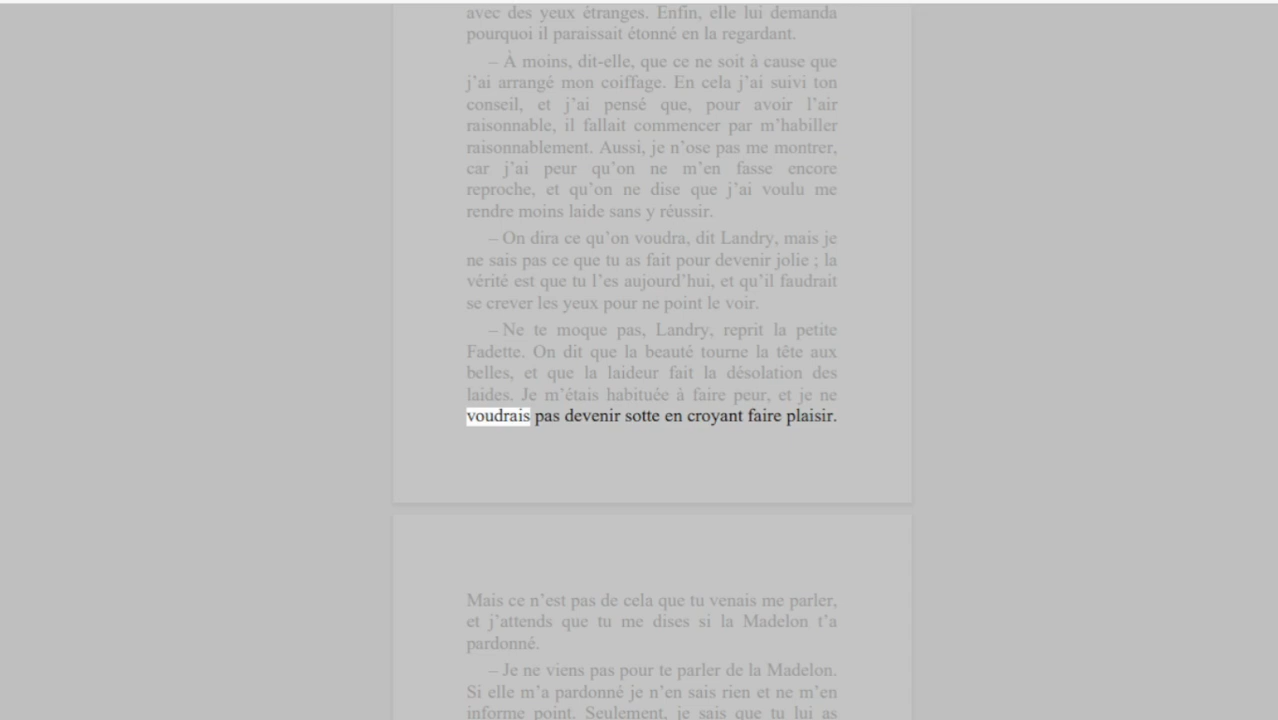 avec des yeux étranges. Enfin, elle lui demanda
pourquoi il paraissait étonné en la regardant.
– À moins, dit-elle, que ce ne soit à cause que
j’ai arrangé mon coiffage. En cela j’ai suivi ton
conseil, et j’ai pensé que, pour avoir l’air
raisonnable, il fallait commencer par m’habiller
raisonnablement. Aussi, je n’ose pas me montrer,
car j’ai peur qu’on ne m’en fasse encore
reproche, et qu’on ne dise que j’ai voulu me
rendre moins laide sans y réussir.
– On dira ce qu’on voudra, dit Landry, mais je
ne sais pas ce que tu as fait pour devenir jolie ; la
vérité est que tu l’es aujourd’hui, et qu’il faudrait
se crever les yeux pour ne point le voir.
– Ne te moque pas, Landry, reprit la petite
Fadette. On dit que la beauté tourne la tête aux
belles, et que la laideur fait la désolation des
laides. Je m’étais habituée à faire peur, et je ne
voudrais pas devenir sotte en croyant faire plaisir.
Mais ce n’est pas de cela que tu venais me parler,
et j’attends que tu me dises si la Madelon t’a
pardonné.
– Je ne viens pas pour te parler de la Madelon.
Si elle m’a pardonné je n’en sais rien et ne m’en
informe point. Seulement, je sais que tu lui as